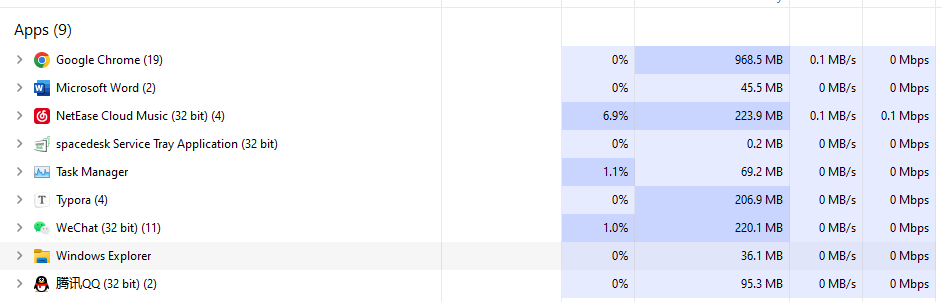 Apps (9)
Google Chrome (19) 0% 968.5 MB 0.1 MB/s 0 Mbps
Microsoft Word (2) 0% 45.5 MB 0 MB/s 0 Mbps
NetEase Cloud Music (32 bit) (4) 6.9% 223.9 MB 0.1 MB/s 0.1 Mbps
spacedesk Service Tray Application (32 bit) 0% 0.2 MB 0 MB/s 0 Mbps
Task Manager 1.1% 69.2 MB 0 MB/s 0 Mbps
Typora (4) 0% 206.9 MB 0 MB/s 0 Mbps
WeChat (32 bit) (11) 1.0% 220.1 MB 0 MB/s 0 Mbps
Windows Explorer 0% 36.1 MB 0 MB/s 0 Mbps
腾讯QQ (32 bit) (2) 0% 95.3 MB 0 MB/s 0 Mbps